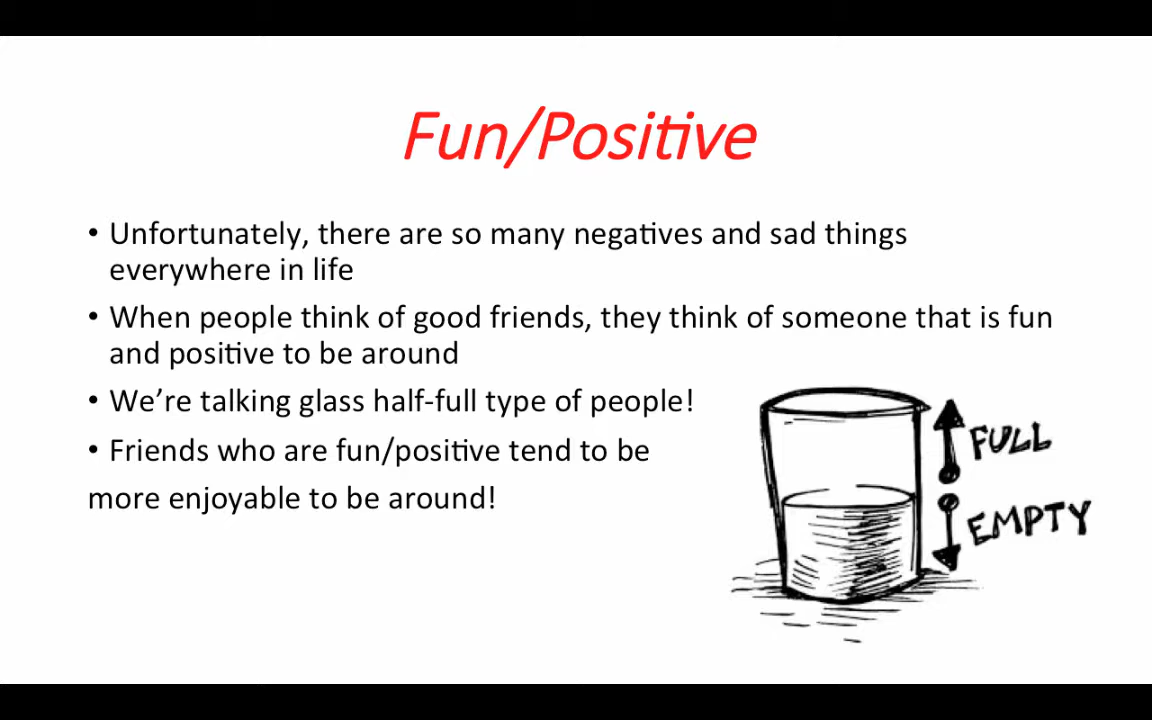 Fun/Positive
• Unfortunately, there are so many negatives and sad things
everywhere in life
• When people think of good friends, they think of someone that is fun
and positive to be around
• We’re talking glass half-full type of people!
• Friends who are fun/positive tend to be
more enjoyable to be around!
FULL
EMPTY